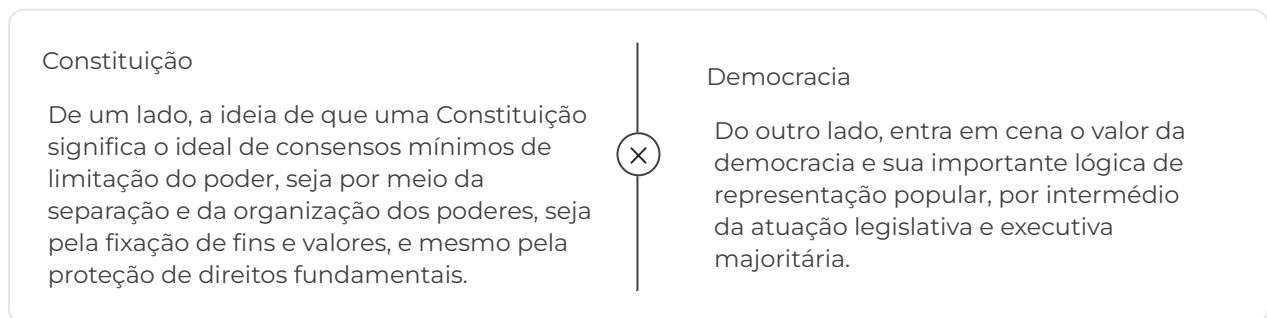 Constituição
De um lado, a ideia de que uma Constituição
significa o ideal de consensos mínimos de
limitação do poder, seja por meio da
separação e da organização dos poderes, seja
pela fixação de fins e valores, e mesmo pela
proteção de direitos fundamentais.
Democracia
Do outro lado, entra em cena o valor da
democracia e sua importante lógica de
representação popular, por intermédio
da atuação legislativa e executiva
majoritária.